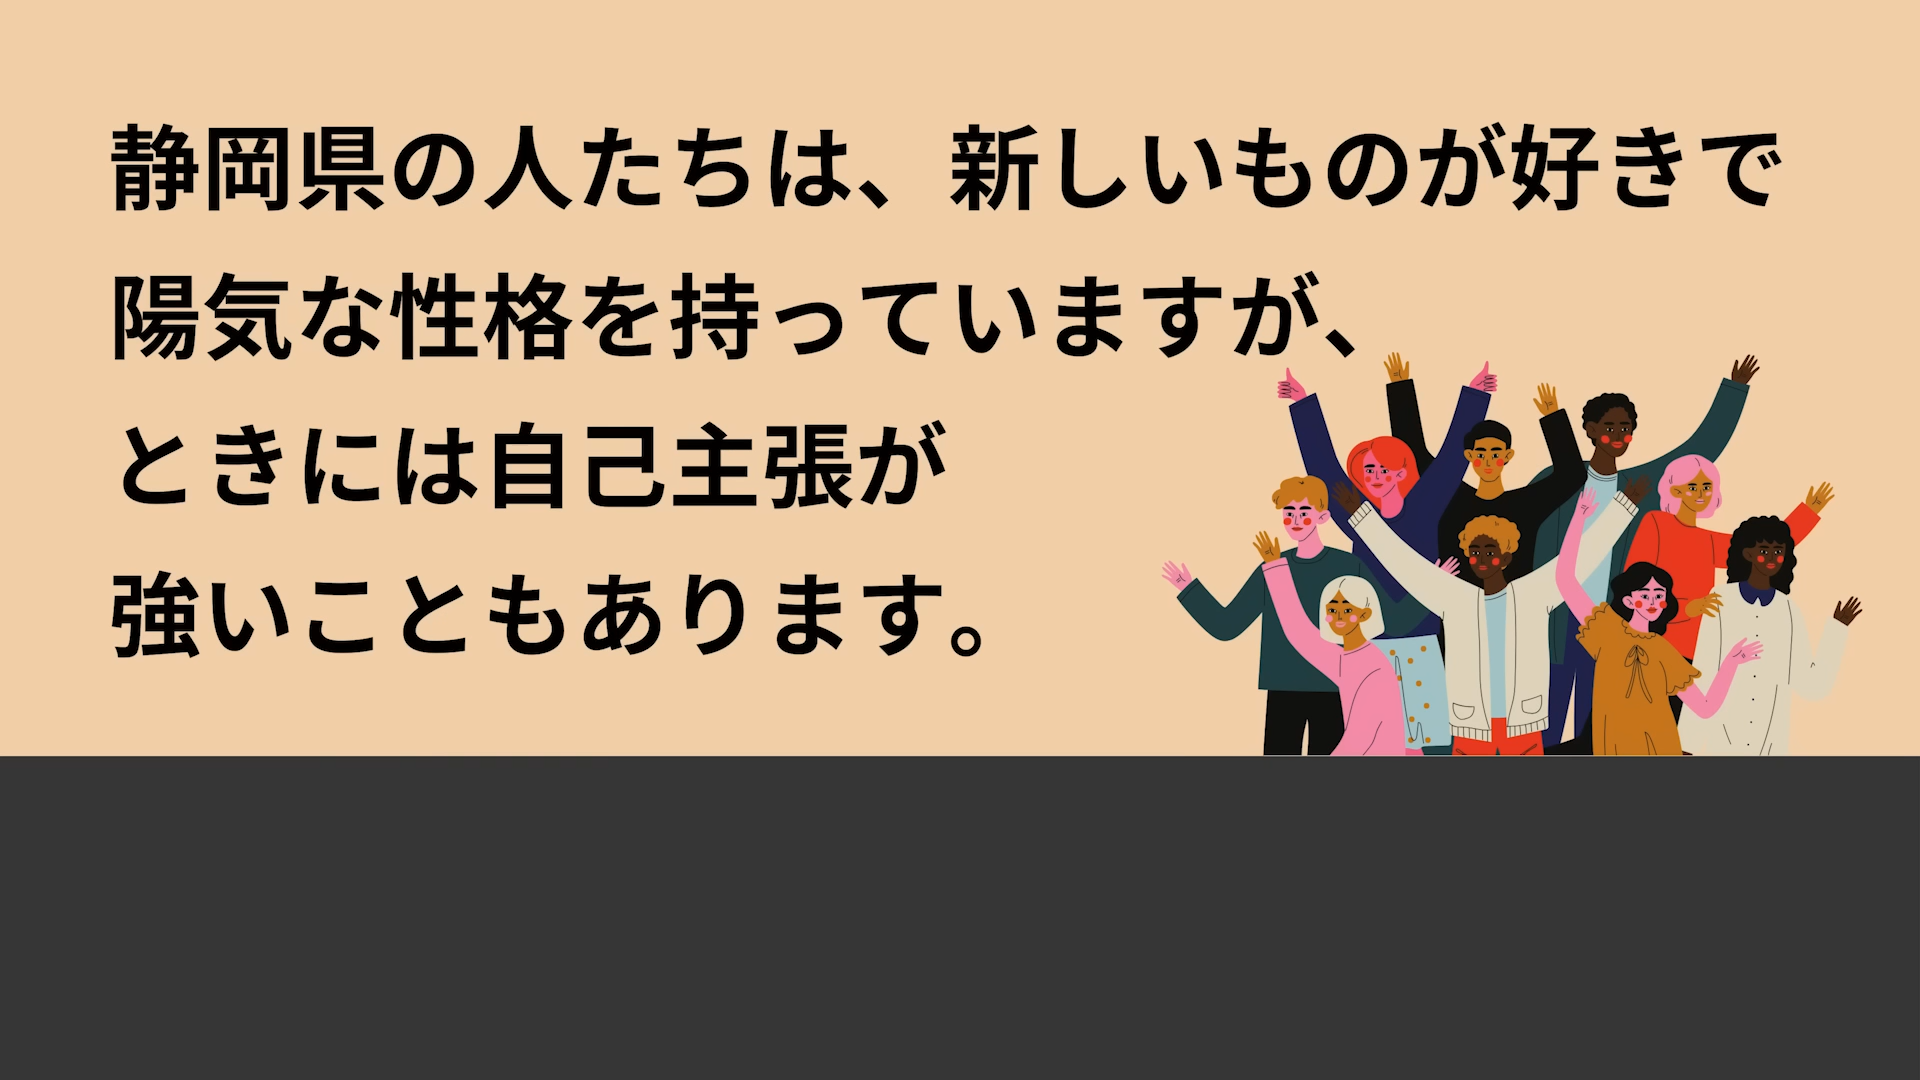 静岡県の人たちは、新しいものが好きで
陽気な性格を持っていますが、
ときには自己主張が
強いこともあります。